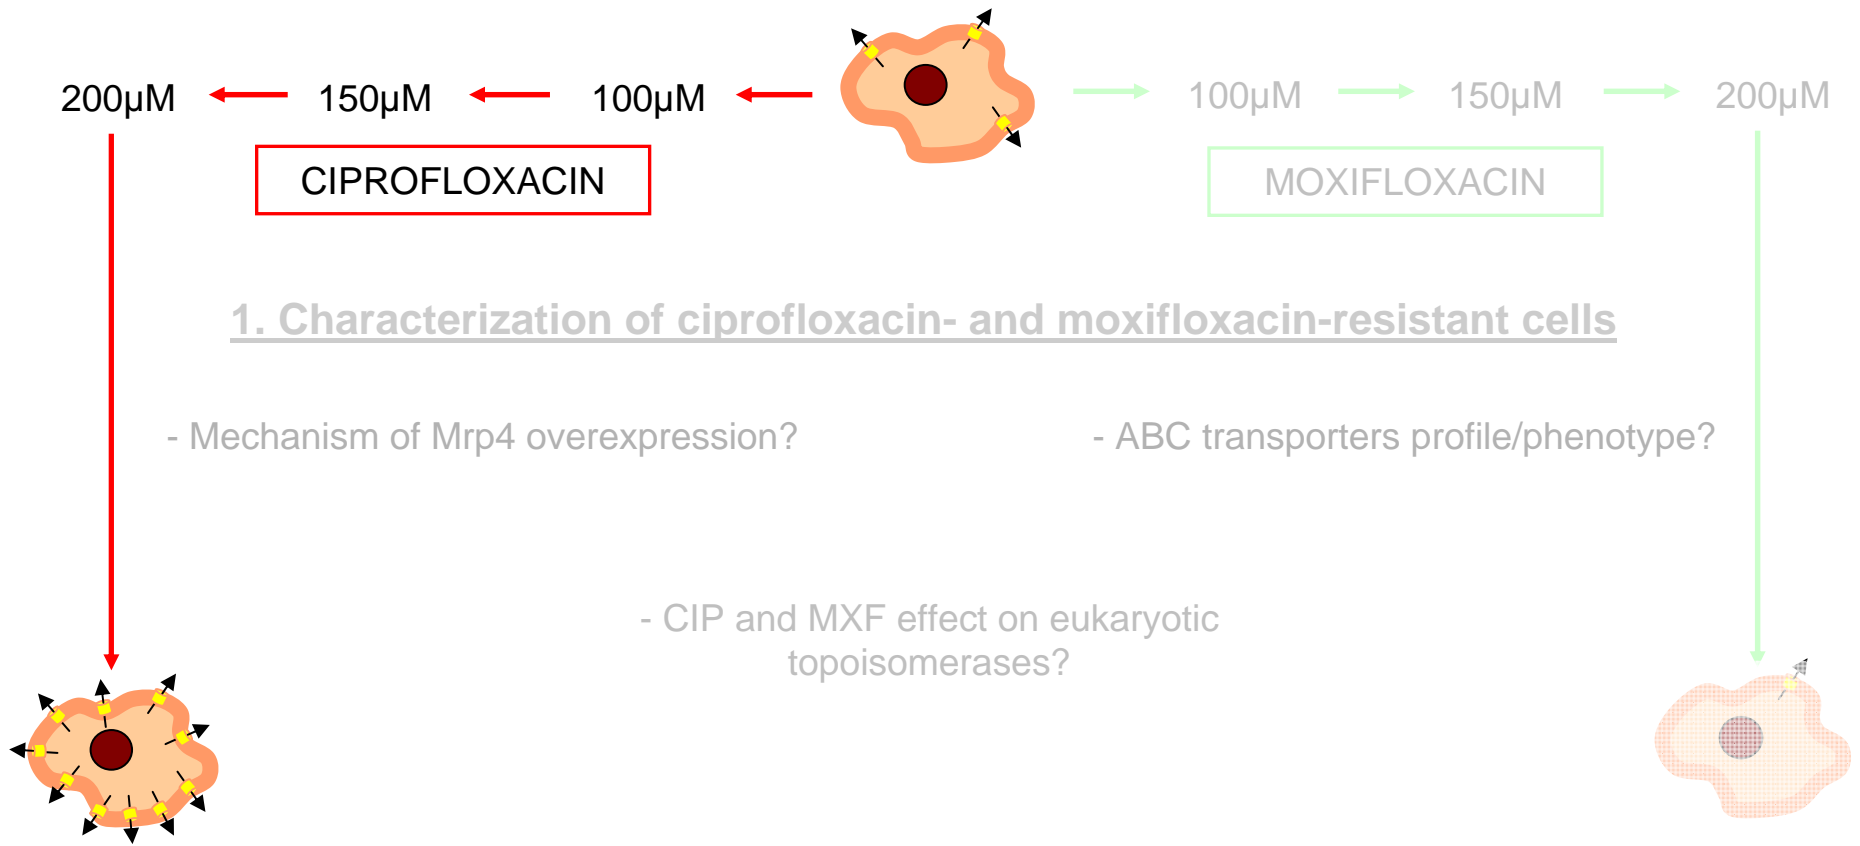 200µM 150µM 100µM 100µM 150µM 200µM
CIPROFLOXACIN
MOXIFLOXACIN
1. Characterization of ciprofloxacin- and moxifloxacin-resistant cells
- Mechanism of Mrp4 overexpression?
- ABC transporters profile/phenotype?
- CIP and MXF effect on eukaryotic
topoisomerases?